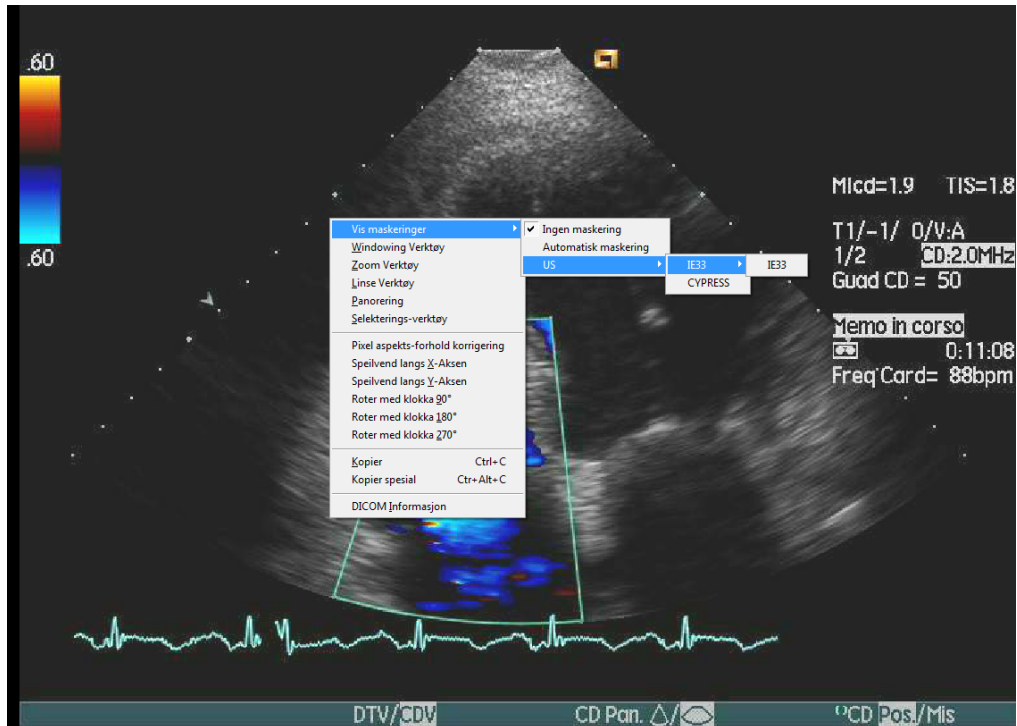 .60
.60
MIcd=1.9 TIS=1.8
T1/-1/ 0/V:A
1/2 CD:2.0MHz
Guad CD = 50
Memo in corso
0:11:08
Freq Card= 88bpm
Vis maskeringer
Windowing Verktøy
Zoom Verktøy
Linse Verktøy
Panorering
Selekterings-verktøy
Pixel aspekts-forhold korrigering
Speilvend langs X-Aksen
Speilvend langs Y-Aksen
Roter med klokka 90°
Roter med klokka 180°
Roter med klokka 270°
Kopier Ctrl+C
Kopier spesial Ctr+Alt+C
DICOM Informasjon
Ingen maskering
Automatisk maskering
US
IE33
CYPRESS
IE33
DTV/CDV CD Pan. CD Pos./Mis